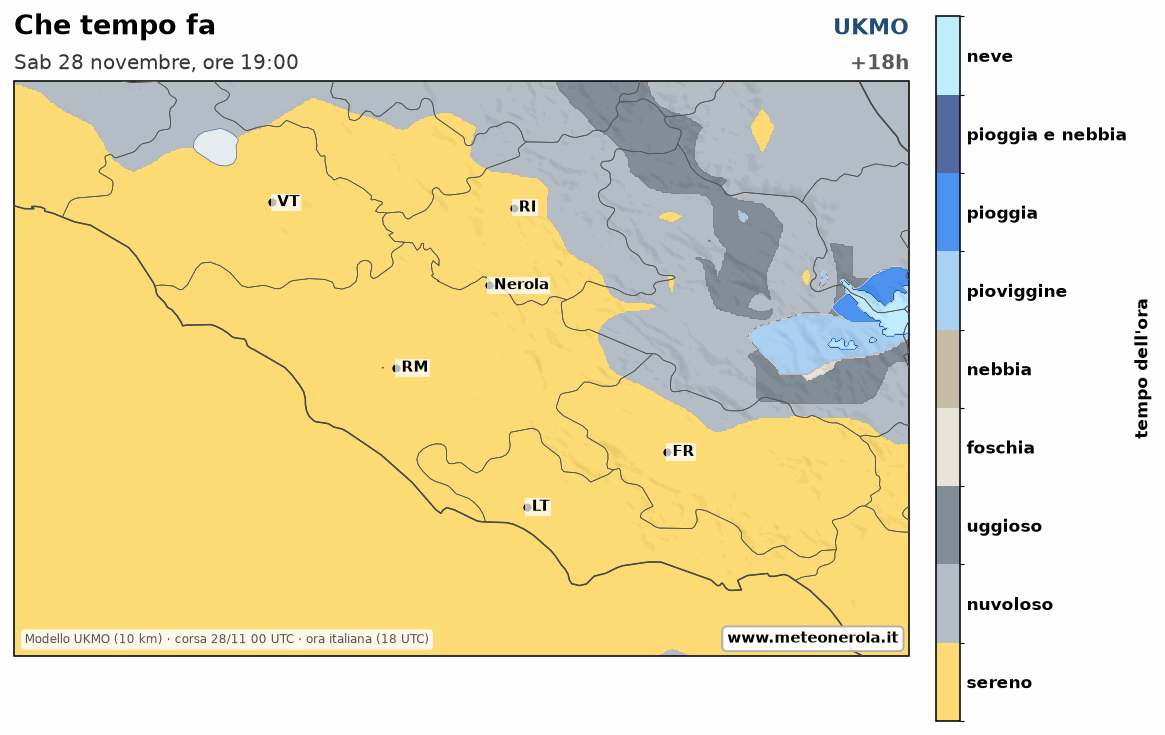 Che tempo fa
UKMO
Sab 28 novembre, ore 19:00
+18h
neve
pioggia e nebbia
pioggia
pioviggine
nebbia
foschia
uggioso
nuvoloso
sereno
tempo dell'ora
VT
RI
Nerola
RM
FR
LT
Modello UKMO (10 km) · corsa 28/11 00 UTC · ora italiana (18 UTC)
www.meteonerola.it